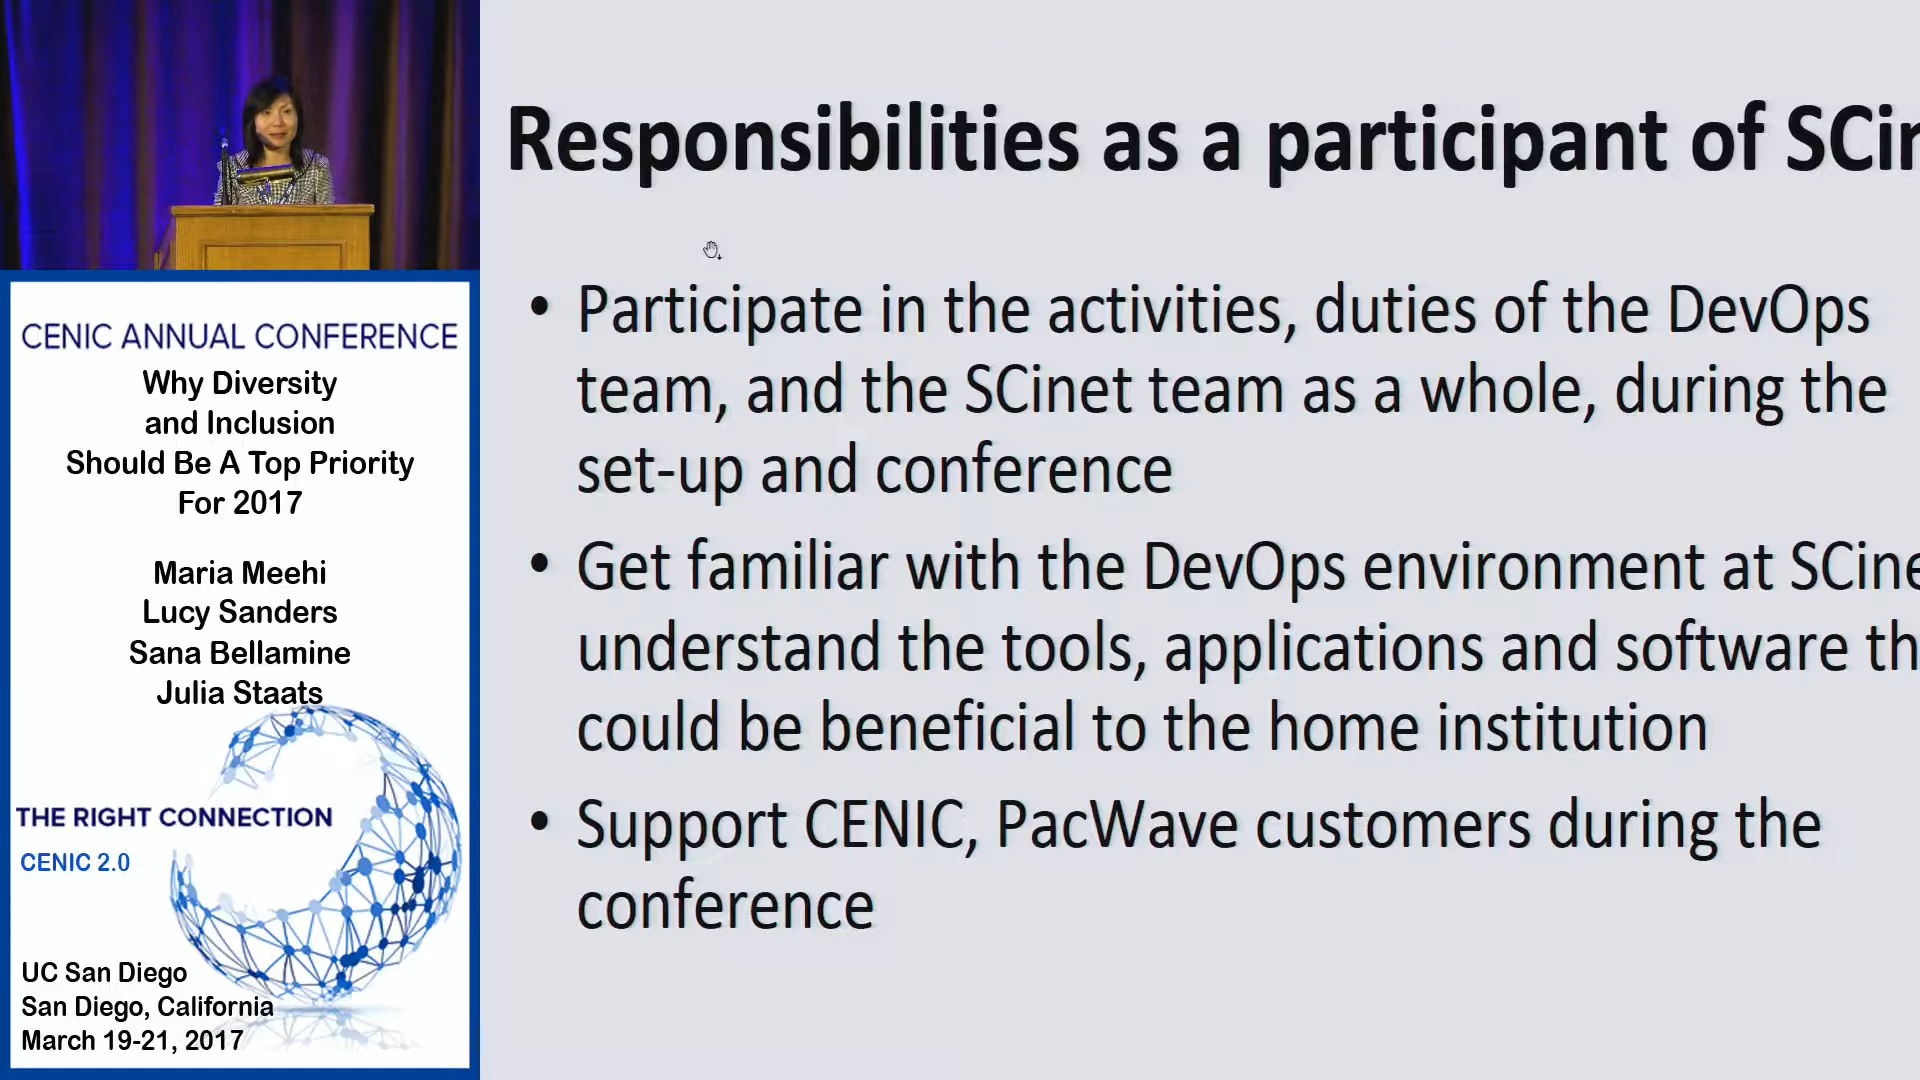 CENIC ANNUAL CONFERENCE
Why Diversity
and Inclusion
Should Be A Top Priority
For 2017
Maria Meehi
Lucy Sanders
Sana Bellamine
Julia Staats
THE RIGHT CONNECTION
CENIC 2.0
UC San Diego
San Diego, California
March 19-21, 2017
Responsibilities as a participant of
• Participate in the activities, duties of the DevOps
team, and the SCinet team as a whole, during the
set-up and conference
• Get familiar with the DevOps environment at
understand the tools, applications and software
could be beneficial to the home institution
• Support CENIC, PacWave customers during the
conference